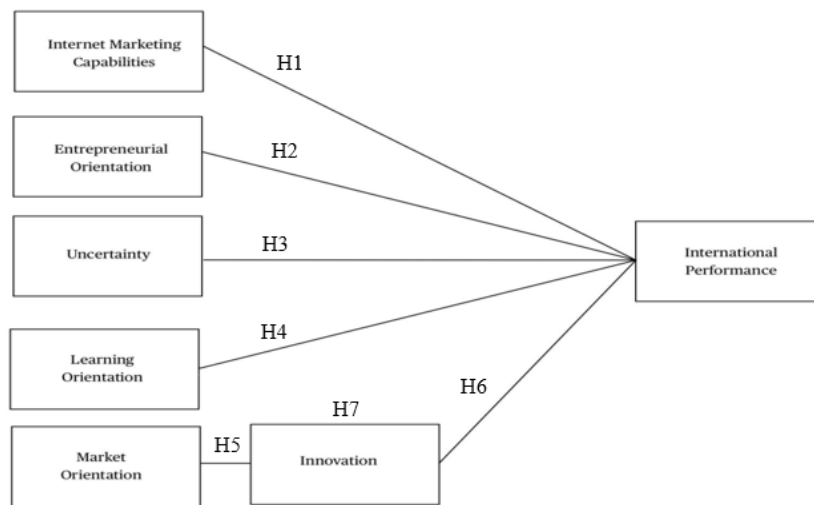 Internet Marketing
Capabilities
H1
Entrepreneurial
Orientation
H2
Uncertainty
H3
International
Performance
Learning
Orientation
H4
H6
H7
Market
Orientation
H5
Innovation